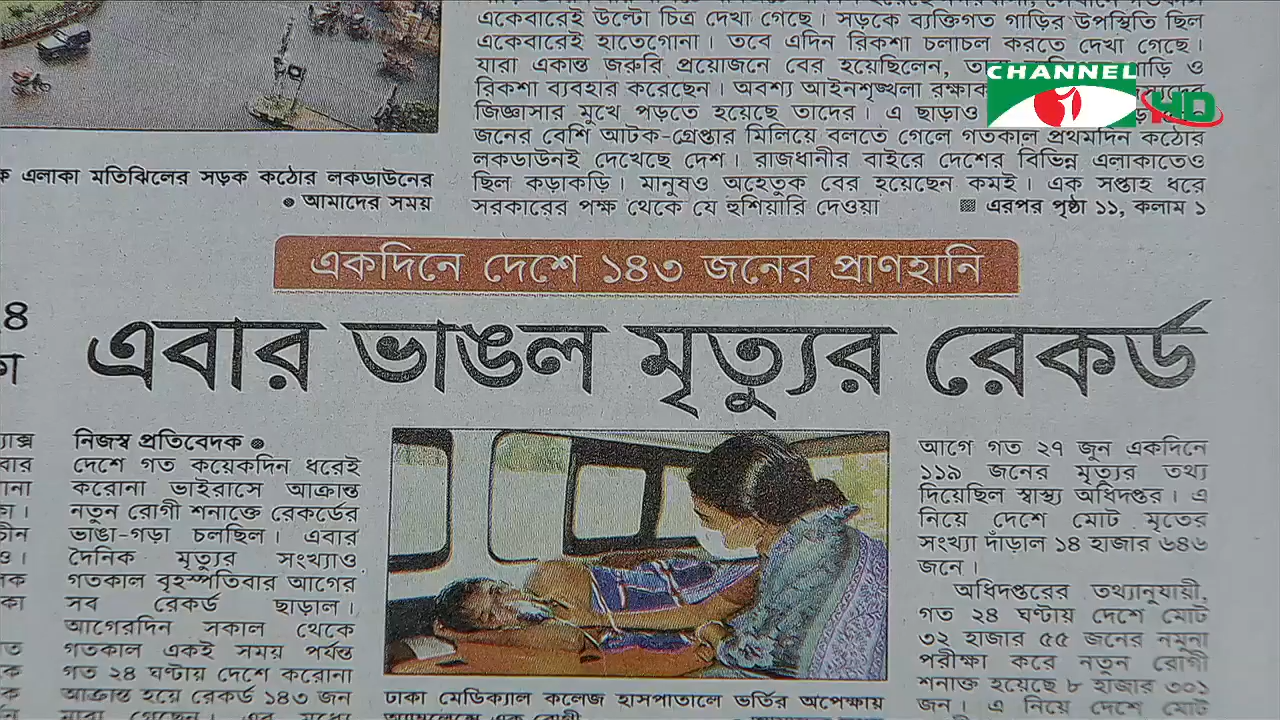 একেবারেই উল্টো চিত্র দেখা গেছে। সড়কে ব্যক্তিগত গাড়ির উপস্থিতি ছিল
একেবারেই হাতেগোনা। তবে এদিন রিকশা চলাচল করতে দেখা গেছে।
যারা একান্ত জরুরি প্রয়োজনে বের হয়েছিলেন,
রিকশা ব্যবহার করেছেন। অবশ্য আইনশৃঙ্খলা
জিজ্ঞাসার মুখে পড়তে হয়েছে তাদের। এ ছাড়াও
জনের বেশি আটক-গ্রেপ্তার মিলিয়ে বলতে গেলে গতকাল প্রথমদিন কঠোর
লকডাউনই দেখেছে দেশ। রাজধানীর বাইরে দেশের বিভিন্ন এলাকাতেও
ছিল কড়াকড়ি। মানুষও অহেতুক বের হয়েছেন কমই। এক সপ্তাহ ধরে
সরকারের পক্ষ থেকে যে হুশিয়ারি দেওয়া
এরপর পৃষ্ঠা ১১, কলাম ১
CHANNEL i HD
এলাকা মতিঝিলের সড়ক কঠোর লকডাউনের
● আমাদের সময়
একদিনে দেশে ১৪৩ জনের প্রাণহানি
এবার ভাঙল মৃত্যুর রেকর্ড
নিজস্ব প্রতিবেদক ●
দেশে গত কয়েকদিন ধরেই
করোনা ভাইরাসে আক্রান্ত
নতুন রোগী শনাক্তে রেকর্ডের
ভাঙা-গড়া চলছিল। এবার
দৈনিক মৃত্যুর সংখ্যাও
গতকাল বৃহস্পতিবার আগের
সব রেকর্ড ছাড়াল।
আগেরদিন সকাল থেকে
গতকাল একই সময় পর্যন্ত
গত ২৪ ঘণ্টায় দেশে করোনা
আক্রান্ত হয়ে রেকর্ড ১৪৩ জন
ঢাকা মেডিক্যাল কলেজ হাসপাতালে ভর্তির অপেক্ষায়
আগে গত ২৭ জুন একদিনে
১১৯ জনের মৃত্যুর তথ্য
দিয়েছিল স্বাস্থ্য অধিদপ্তর। এ
নিয়ে দেশে মোট মৃতের
সংখ্যা দাঁড়াল ১৪ হাজার ৬৪৬
জনে।
অধিদপ্তরের তথ্যানুযায়ী,
গত ২৪ ঘণ্টায় দেশে মোট
৩২ হাজার ৫৫ জনের নমুনা
পরীক্ষা করে নতুন রোগী
শনাক্ত হয়েছে ৮ হাজার ৩০১
জন। এ নিয়ে দেশে মোট